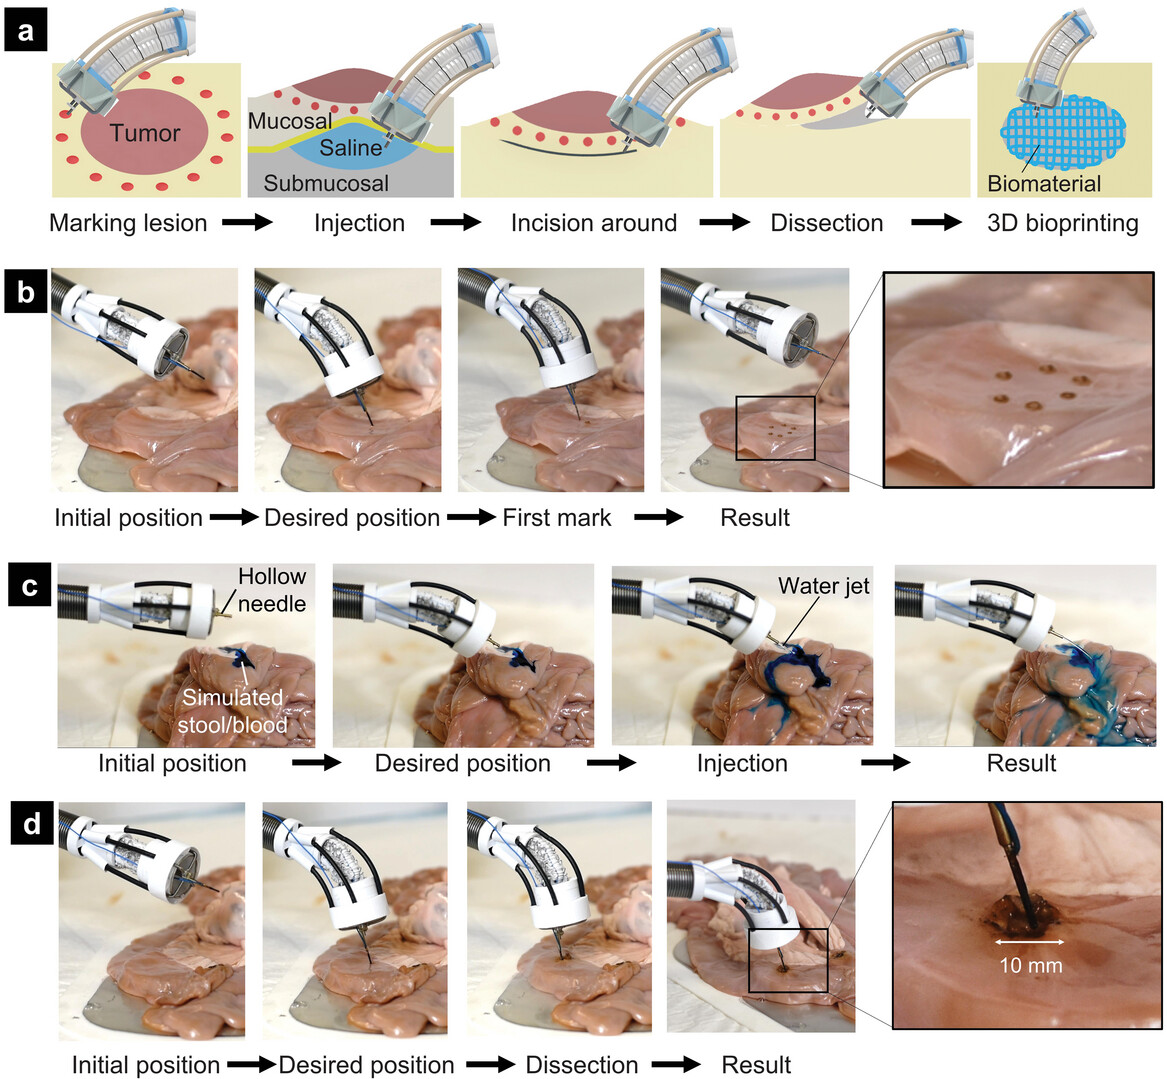 a
Tumor
Mucosal
Saline
Submucosal
Biomaterial
Marking lesion
Injection
Incision around
Dissection
3D bioprinting
b
Initial position
Desired position
First mark
Result
c
Hollow
needle
Simulated
stool/blood
Water jet
Initial position
Desired position
Injection
Result
d
10 mm
Initial position
Desired position
Dissection
Result